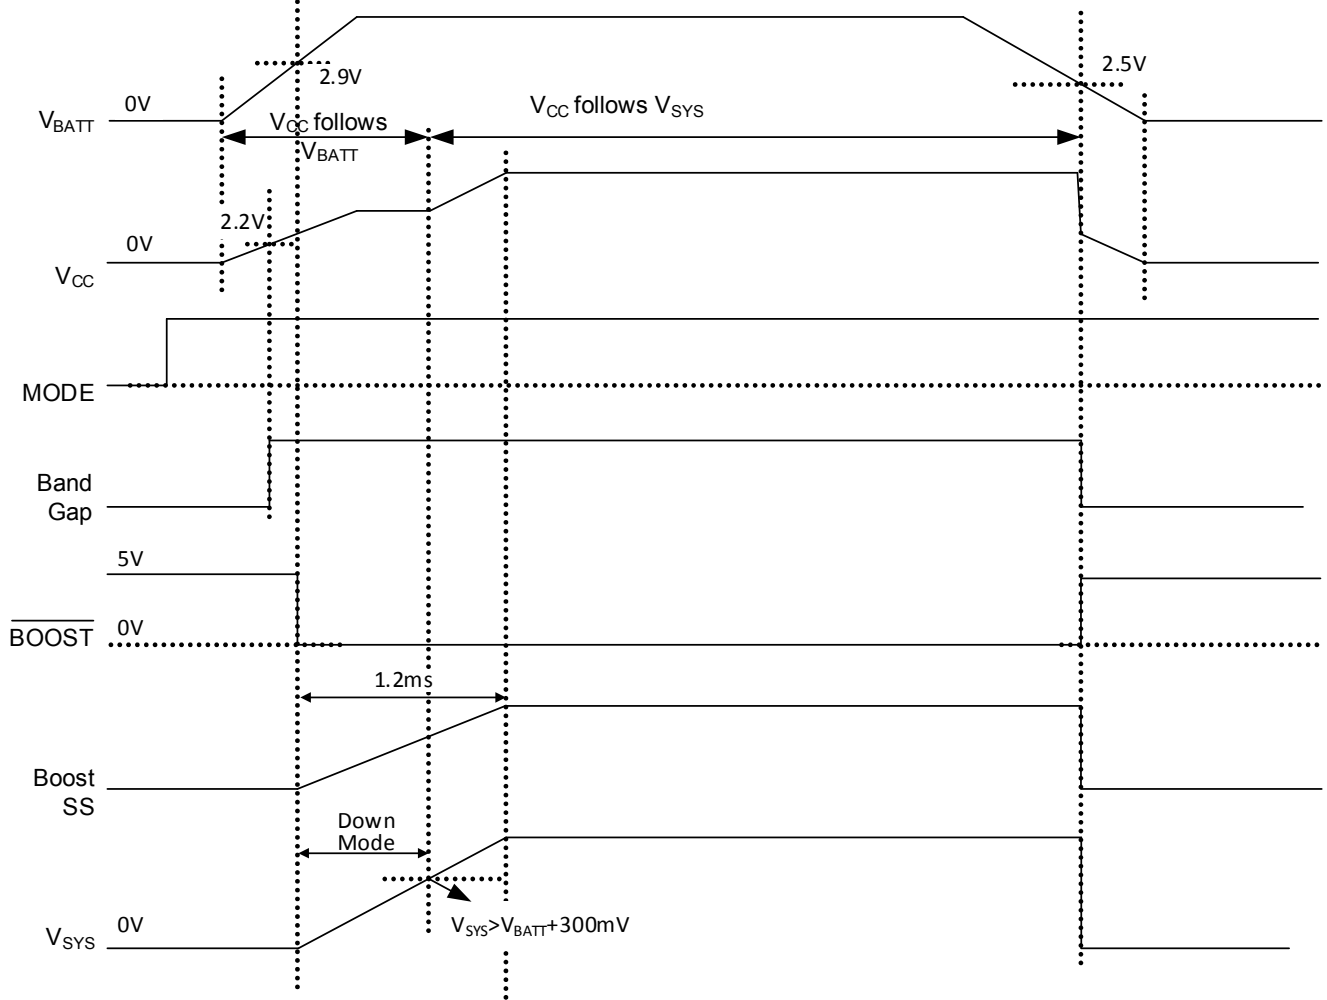 2.9V
2.5V
0V
VBATT
VCC follows
VBATT
VCC follows VSYS
2.2V
0V
VCC
MODE
Band
Gap
5V
0V
BOOST
1.2ms
Boost
SS
Down
Mode
0V
VSYS
VSYS>VBATT+300mV